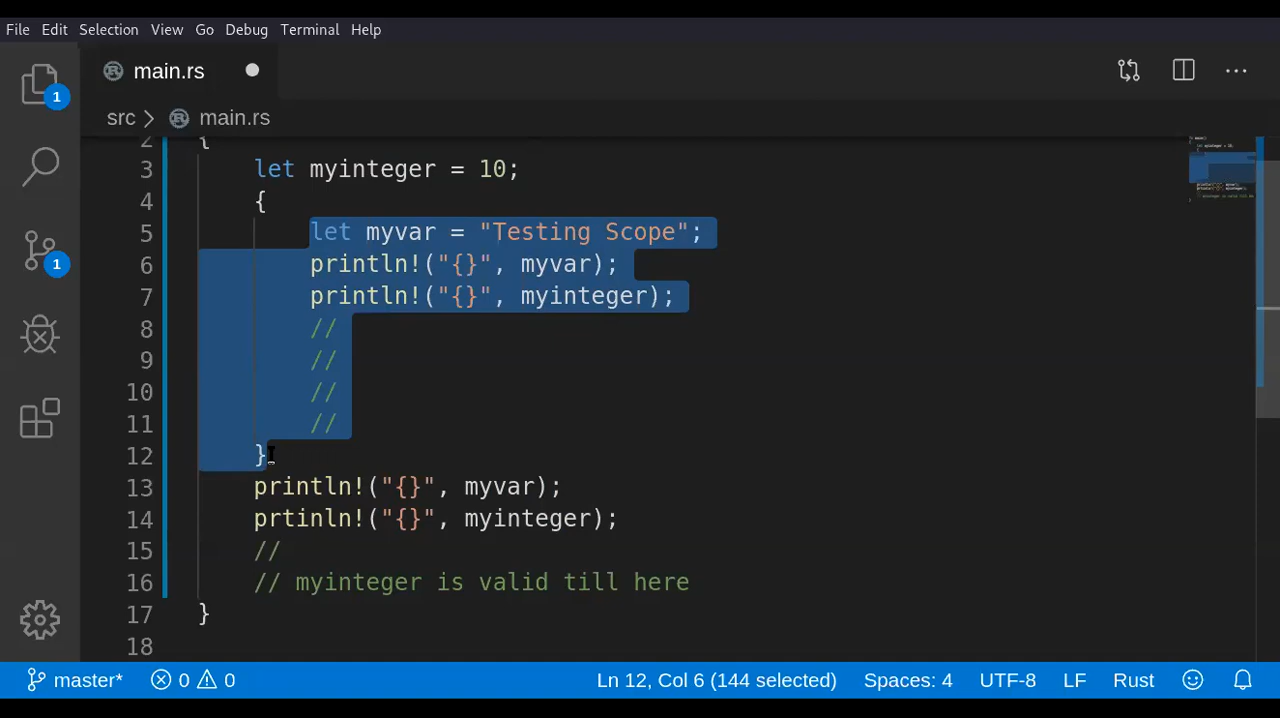 File Edit Selection View Go Debug Terminal Help
main.rs
src > main.rs
2 {
3 let myinteger = 10;
4 {
5 let myvar = "Testing Scope";
6 println!("{}", myvar);
7 println!("{}", myinteger);
8 //
9 //
10 //
11 //
12 }
13 println!("{}", myvar);
14 prtinln!("{}", myinteger);
15 //
16 // myinteger is valid till here
17 }
18
1
1
master* 0 0 Ln 12, Col 6 (144 selected) Spaces: 4 UTF-8 LF Rust